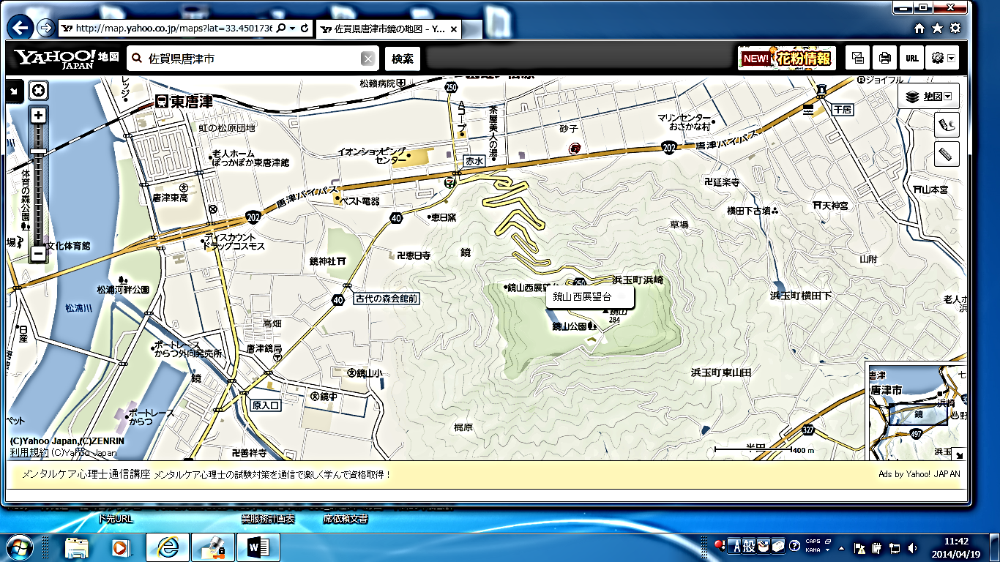 http://map.yahoo.co.jp/maps?lat=33.4501736
佐賀県唐津市鏡の地図 - Y...
YAHOO! JAPAN 地図
佐賀県唐津市
検索
NEW! 花粉情報
URL
地図
松籟病院
250
ジョイフル
東唐津
虹の松原団地
Aコープ
茶屋美人の湯
砂子
マリンセンター
おさかな村
干居
老人ホーム
ぽっかぽか東唐津館
イオンショッピング
センター
赤水
202
唐津バイパス
体育の森公園
唐津東高
唐津バイパス
ベスト電器
延楽寺
山本宮
202
40
恵日窯
横田下古墳
天神宮
草場
文化体育館
ディスカウント
ドラッグコスモス
鏡神社
恵日寺
鏡
山附
松浦河畔公園
250
浜玉町浜崎
鏡山西展望台
鏡山西展望台
浜玉町横田下
松浦川
40
古代の森会館前
鏡山
284
鏡山公園
老人ホ
高畑
日産
ボートレース
からつ外向発売所
唐津鏡局
鏡
鏡山小
浜玉町東山田
唐津
唐津市
浜崎
鏡
497
浜玉
原入口
鏡中
ボートレース
からつ
ペット
梶原
327
半田
400 m
(C)Yahoo Japan,(C)ZENRIN
利用規約 (C)Yahoo Japan
善祥寺
メンタルケア心理士通信講座 メンタルケア心理士の試験対策を通信で楽しく学んで資格取得！
Ads by Yahoo! JAPAN
ド先URL
業服務計画表
席依頼文書
A 般
CAPS
KANA
11:42
2014/04/19